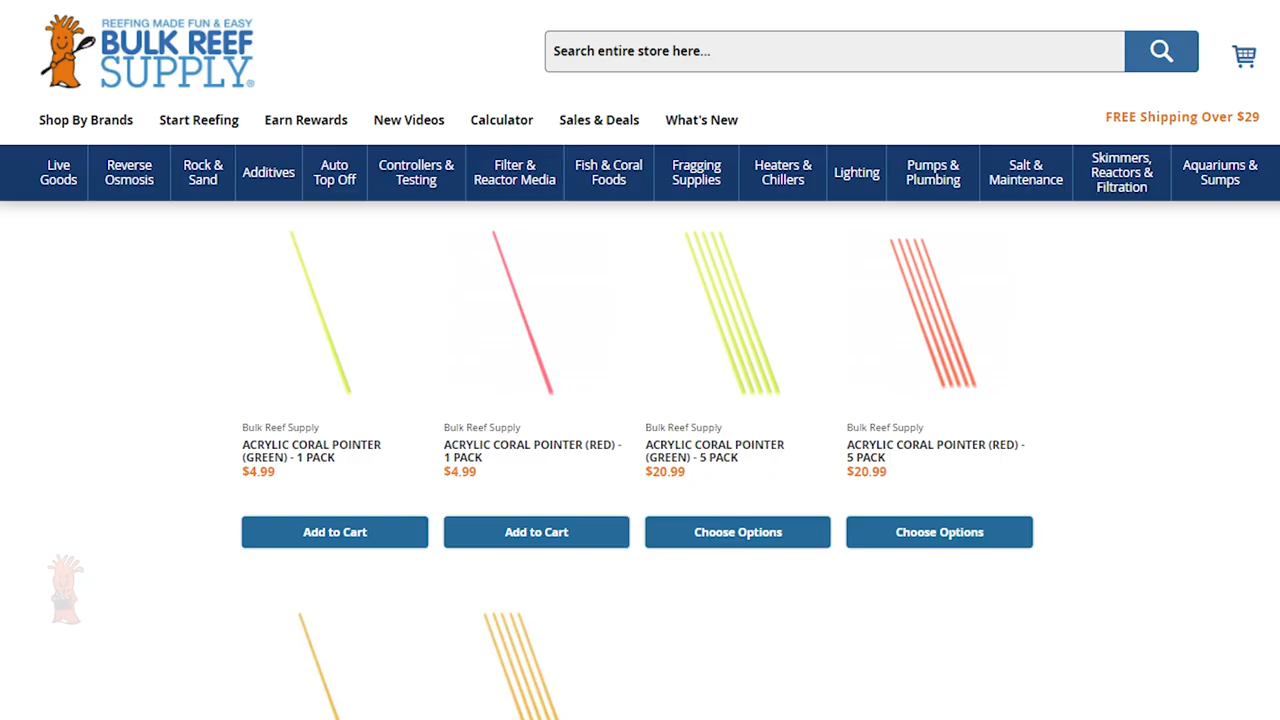 REEFING MADE FUN & EASY
BULK REEF
SUPPLY®
Search entire store here...
Shop By Brands
Start Reefing
Earn Rewards
New Videos
Calculator
Sales & Deals
What's New
FREE Shipping Over $29
Live
Goods
Reverse
Osmosis
Rock &
Sand
Additives
Auto
Top Off
Controllers &
Testing
Filter &
Reactor Media
Fish & Coral
Foods
Fragging
Supplies
Heaters &
Chillers
Lighting
Pumps &
Plumbing
Salt &
Maintenance
Skimmers,
Reactors &
Filtration
Aquariums &
Sumps
Bulk Reef Supply
ACRYLIC CORAL POINTER
(GREEN) - 1 PACK
$4.99
Add to Cart
Bulk Reef Supply
ACRYLIC CORAL POINTER (RED) -
1 PACK
$4.99
Add to Cart
Bulk Reef Supply
ACRYLIC CORAL POINTER
(GREEN) - 5 PACK
$20.99
Choose Options
Bulk Reef Supply
ACRYLIC CORAL POINTER (RED) -
5 PACK
$20.99
Choose Options